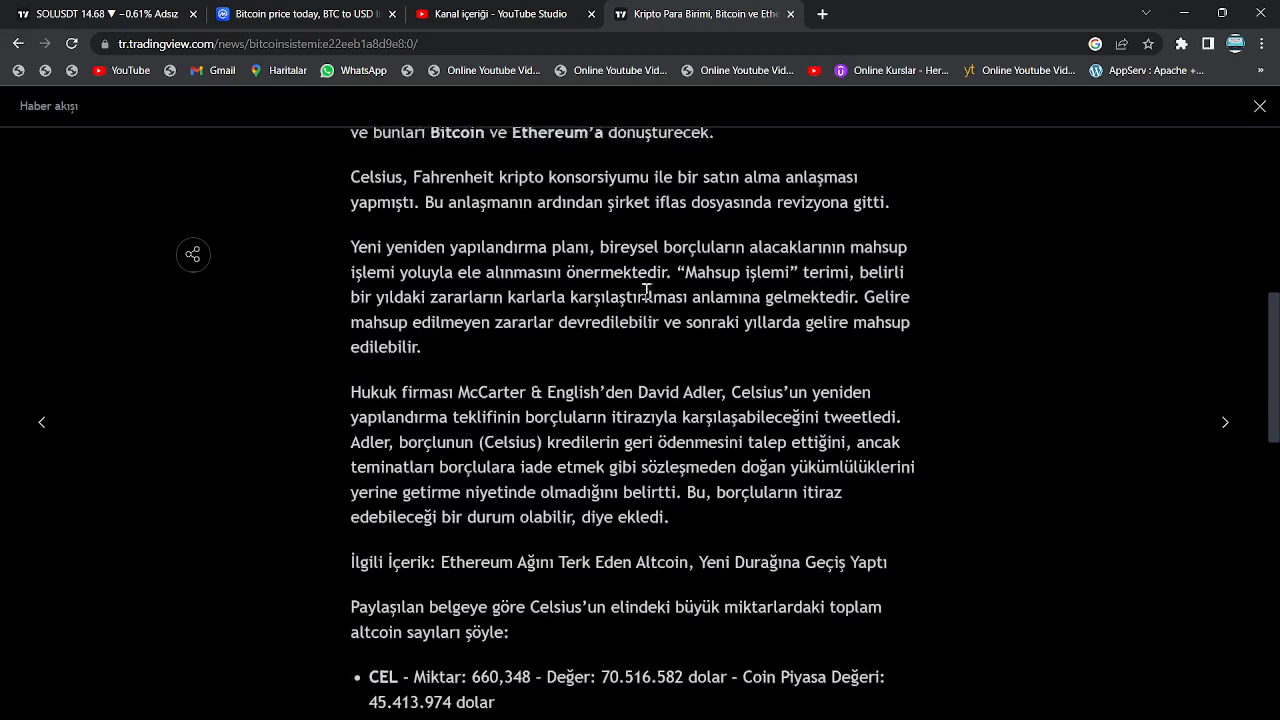 SOLUSDT 14.68 ▼ −0.61% Adsız
Bitcoin price today, BTC to USD li
Kanal içeriği - YouTube Studio
Kripto Para Birimi, Bitcoin ve Ethe
tr.tradingview.com/news/bitcoinsistemi:e22eeb1a8d9e8:0/
YouTube
Gmail
Haritalar
WhatsApp
Online Youtube Vid...
Online Youtube Vid...
Online Youtube Vid...
Online Kurslar - Her...
Online Youtube Vid...
AppServ : Apache +...
Haber akışı
ve bunları Bitcoin ve Ethereum’a dönüştürecek.
Celsius, Fahrenheit kripto konsorsiyumu ile bir satın alma anlaşması
yapmıştı. Bu anlaşmanın ardından şirket iflas dosyasında revizyona gitti.
Yeni yeniden yapılandırma planı, bireysel borçluların alacaklarının mahsup
işlemi yoluyla ele alınmasını önermektedir. “Mahsup işlemi” terimi, belirli
bir yıldaki zararların karlarla karşılaştırılması anlamına gelmektedir. Gelire
mahsup edilmeyen zararlar devredilebilir ve sonraki yıllarda gelire mahsup
edilebilir.
Hukuk firması McCarter & English’den David Adler, Celsius’un yeniden
yapılandırma teklifinin borçluların itirazıyla karşılaşabileceğini tweetledi.
Adler, borçlunun (Celsius) kredilerin geri ödenmesini talep ettiğini, ancak
teminatları borçlulara iade etmek gibi sözleşmeden doğan yükümlülüklerini
yerine getirme niyetinde olmadığını belirtti. Bu, borçluların itiraz
edebileceği bir durum olabilir, diye ekledi.
İlgili İçerik: Ethereum Ağını Terk Eden Altcoin, Yeni Durağına Geçiş Yaptı
Paylaşılan belgeye göre Celsius’un elindeki büyük miktarlardaki toplam
altcoin sayıları şöyle:
• CEL - Miktar: 660,348 – Değer: 70.516.582 dolar – Coin Piyasa Değeri:
45.413.974 dolar